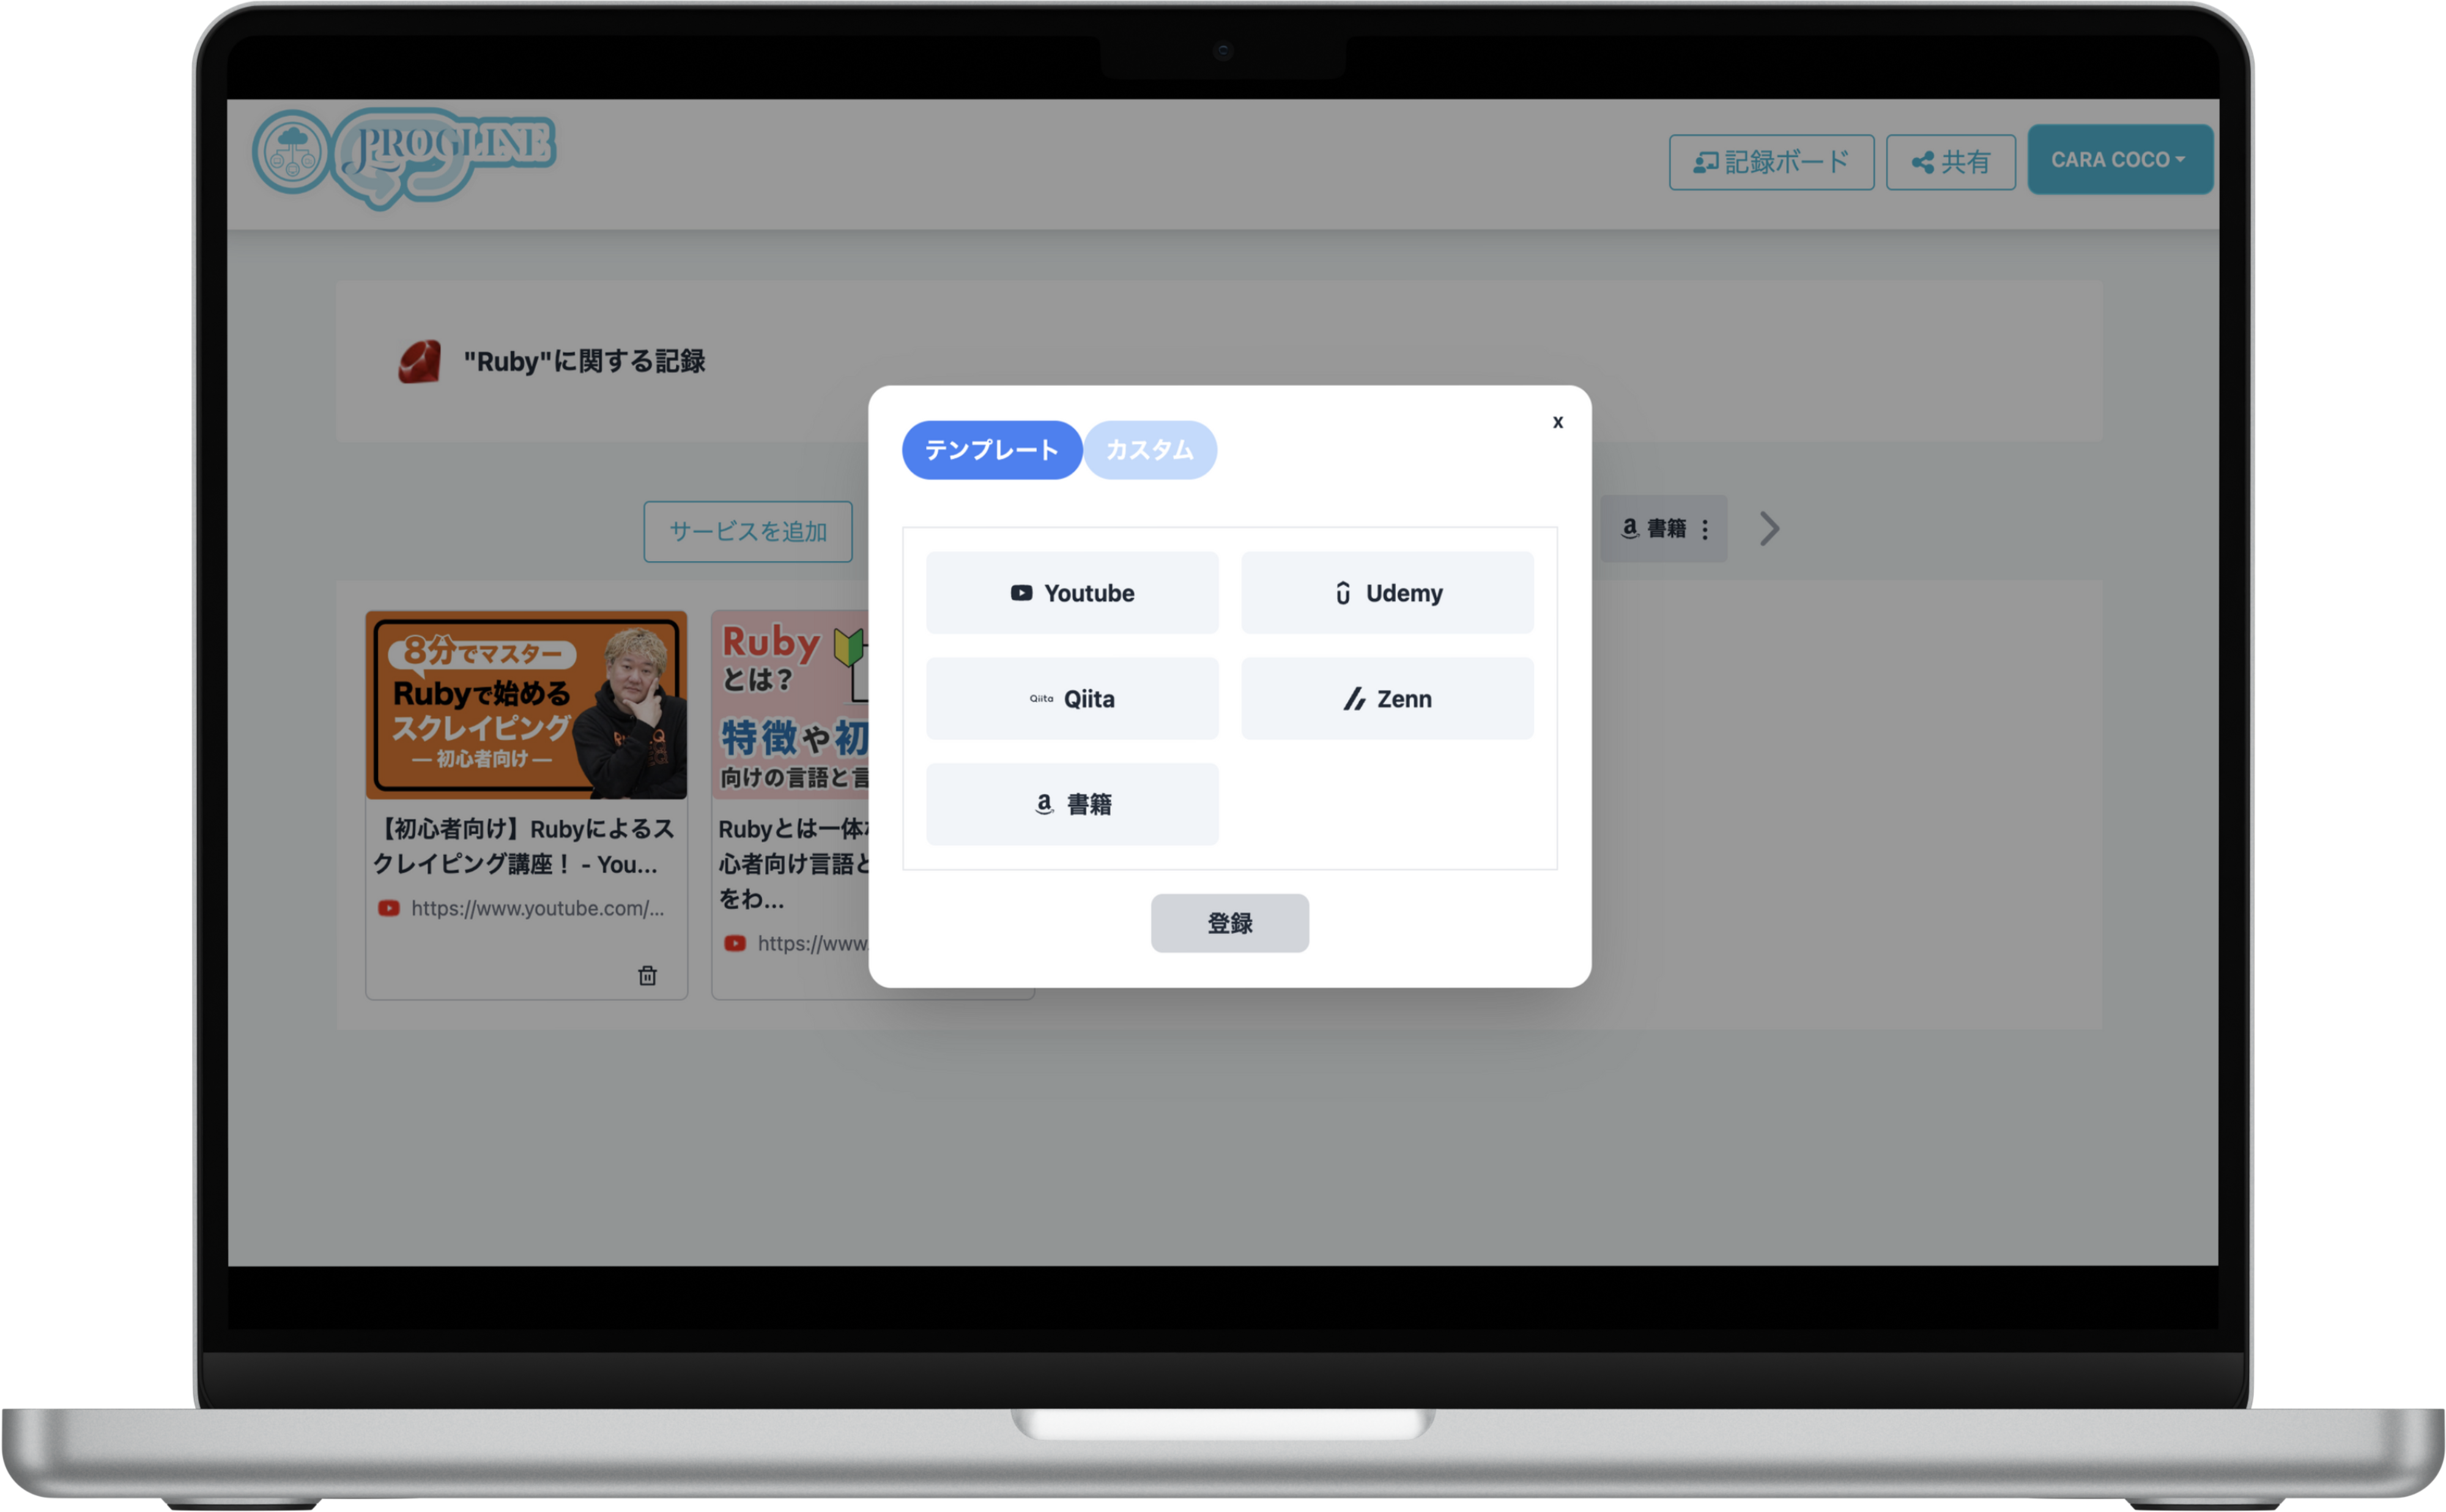 PROGLINE
記録ボード
共有
CARA COCO
"Ruby"に関する記録
サービスを追加
書籍
テンプレート
カスタム
x
Youtube
Udemy
Qiita Qiita
Zenn
書籍
登録
8分でマスター
Rubyで始める
スクレイピング
ー 初心者向け ー
【初心者向け】Rubyによるス
クレイピング講座！ - You...
https://www.youtube.com/...
Ruby
とは?
特徴や初
向けの言語と言
Rubyとは一体
心者向け言語と
をわ...
https://www.